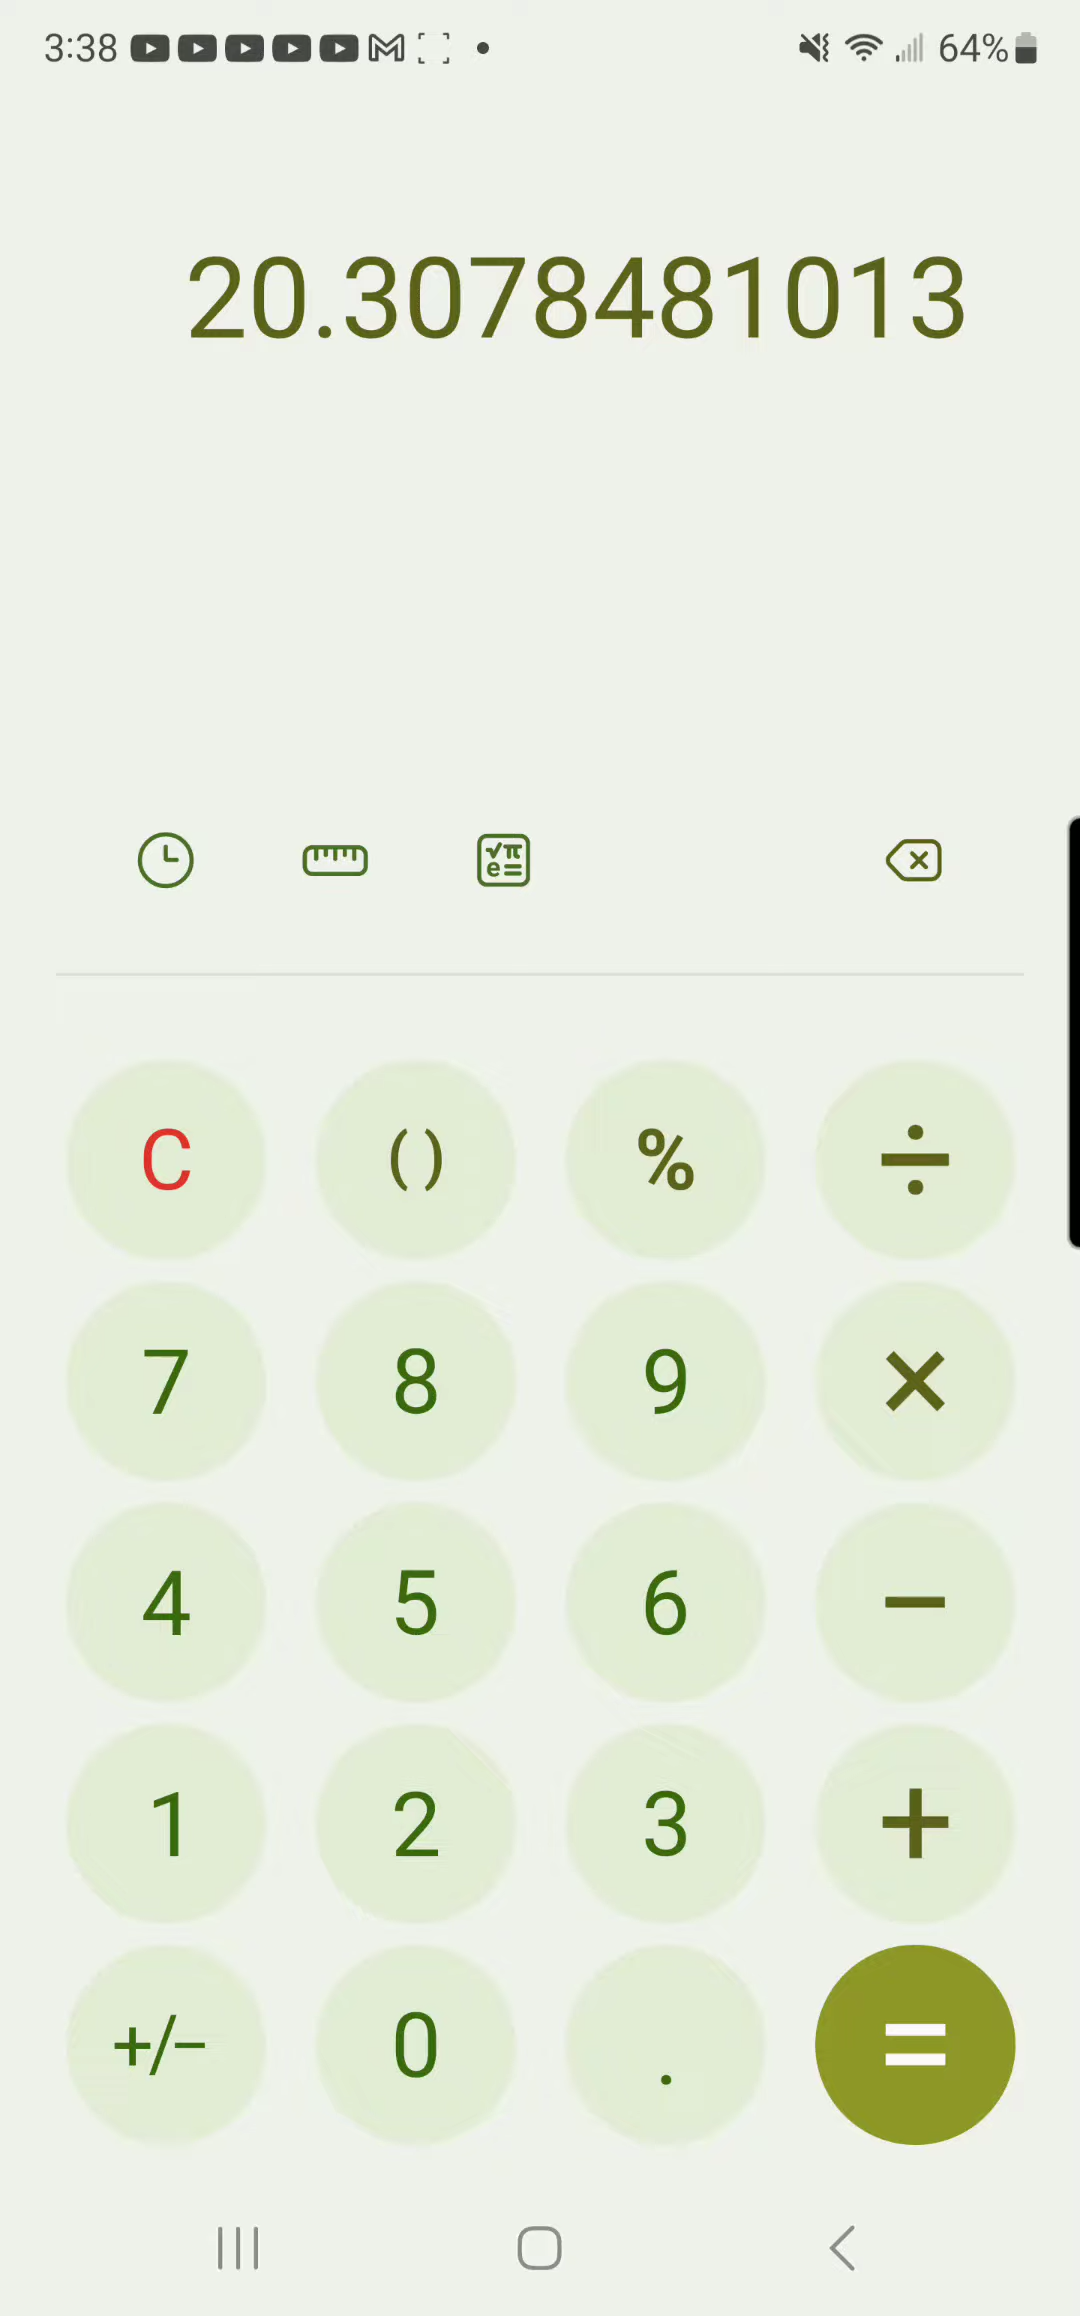 3:38 64%
20.3078481013
C ( ) % ÷
7 8 9 ×
4 5 6 −
1 2 3 +
+/− 0 . =